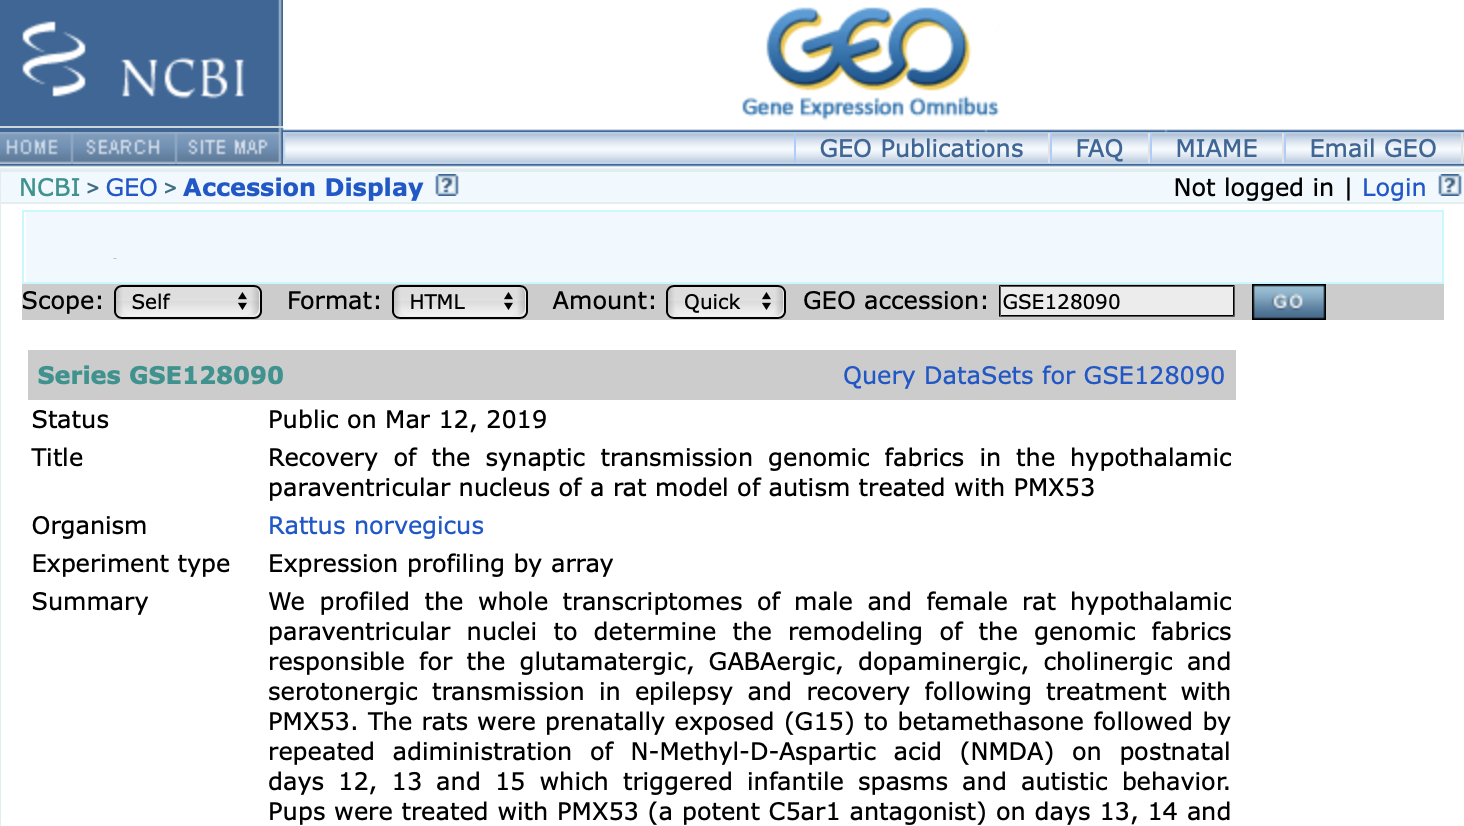 NCBI
GEO
Gene Expression Omnibus
HOME SEARCH SITE MAP GEO Publications FAQ MIAME Email GEO
NCBI > GEO > Accession Display ? Not logged in | Login ?
Scope: Self Format: HTML Amount: Quick GEO accession: GSE128090 GO
Series GSE128090 Query DataSets for GSE128090
Status Public on Mar 12, 2019
Title Recovery of the synaptic transmission genomic fabrics in the hypothalamic
paraventricular nucleus of a rat model of autism treated with PMX53
Organism Rattus norvegicus
Experiment type Expression profiling by array
Summary We profiled the whole transcriptomes of male and female rat hypothalamic
paraventricular nuclei to determine the remodeling of the genomic fabrics
responsible for the glutamatergic, GABAergic, dopaminergic, cholinergic and
serotonergic transmission in epilepsy and recovery following treatment with
PMX53. The rats were prenatally exposed (G15) to betamethasone followed by
repeated adiministration of N-Methyl-D-Aspartic acid (NMDA) on postnatal
days 12, 13 and 15 which triggered infantile spasms and autistic behavior.
Pups were treated with PMX53 (a potent C5ar1 antagonist) on days 13, 14 and